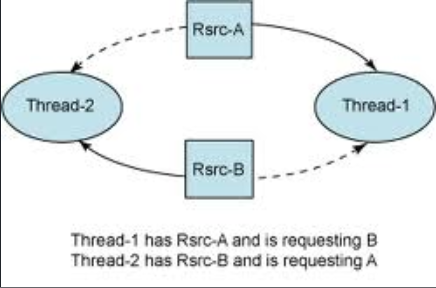 Rsrc-A
Thread-2
Thread-1
Rsrc-B
Thread-1 has Rsrc-A and is requesting B
Thread-2 has Rsrc-B and is requesting A